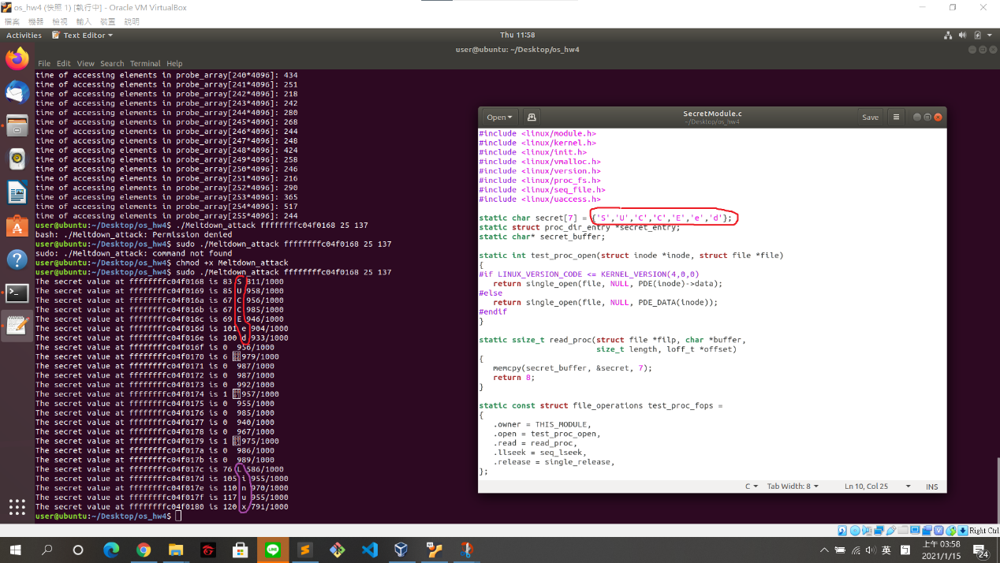 os_hw4 (快照 1) [執行中] - Oracle VM VirtualBox
檔案 機器 檢視 輸入 裝置 說明
Activities Text Editor Thu 11:58
user@ubuntu: ~/Desktop/os_hw4
File Edit View Search Terminal Help
time of accessing elements in probe_array[240*4096]: 434
time of accessing elements in probe_array[241*4096]: 251
time of accessing elements in probe_array[242*4096]: 218
time of accessing elements in probe_array[243*4096]: 242
time of accessing elements in probe_array[244*4096]: 280
time of accessing elements in probe_array[245*4096]: 268
time of accessing elements in probe_array[246*4096]: 244
time of accessing elements in probe_array[247*4096]: 248
time of accessing elements in probe_array[248*4096]: 424
time of accessing elements in probe_array[249*4096]: 258
time of accessing elements in probe_array[250*4096]: 246
time of accessing elements in probe_array[251*4096]: 216
time of accessing elements in probe_array[252*4096]: 290
time of accessing elements in probe_array[253*4096]: 365
time of accessing elements in probe_array[254*4096]: 517
time of accessing elements in probe_array[255*4096]: 244
user@ubuntu:~/Desktop/os_hw4$ ./Meltdown_attack ffffffffc04f0168 25 137
bash: ./Meltdown_attack: Permission denied
user@ubuntu:~/Desktop/os_hw4$ sudo ./Meltdown_attack ffffffffc04f0168 25 137
sudo: ./Meltdown_attack: command not found
user@ubuntu:~/Desktop/os_hw4$ chmod +x Meltdown_attack
user@ubuntu:~/Desktop/os_hw4$ sudo ./Meltdown_attack ffffffffc04f0168 25 137
The secret value at ffffffffc04f0168 is 83 S 811/1000
The secret value at ffffffffc04f0169 is 85 U 958/1000
The secret value at ffffffffc04f016a is 67 C 956/1000
The secret value at ffffffffc04f016b is 67 C 985/1000
The secret value at ffffffffc04f016c is 69 E 946/1000
The secret value at ffffffffc04f016d is 101 e 904/1000
The secret value at ffffffffc04f016e is 100 d 933/1000
The secret value at ffffffffc04f016f is 0 956/1000
The secret value at ffffffffc04f0170 is 6 979/1000
The secret value at ffffffffc04f0171 is 0 987/1000
The secret value at ffffffffc04f0172 is 0 987/1000
The secret value at ffffffffc04f0173 is 0 992/1000
The secret value at ffffffffc04f0174 is 1 957/1000
The secret value at ffffffffc04f0175 is 0 955/1000
The secret value at ffffffffc04f0176 is 0 985/1000
The secret value at ffffffffc04f0177 is 0 940/1000
The secret value at ffffffffc04f0178 is 0 967/1000
The secret value at ffffffffc04f0179 is 1 975/1000
The secret value at ffffffffc04f017a is 0 986/1000
The secret value at ffffffffc04f017b is 0 989/1000
The secret value at ffffffffc04f017c is 76 L 586/1000
The secret value at ffffffffc04f017d is 105 i 955/1000
The secret value at ffffffffc04f017e is 110 n 970/1000
The secret value at ffffffffc04f017f is 117 u 955/1000
The secret value at ffffffffc04f0180 is 120 x 791/1000
user@ubuntu:~/Desktop/os_hw4$
Open SecretModule.c Save
~/Desktop/os_hw4
#include <linux/module.h>
#include <linux/kernel.h>
#include <linux/init.h>
#include <linux/vmalloc.h>
#include <linux/version.h>
#include <linux/proc_fs.h>
#include <linux/seq_file.h>
#include <linux/uaccess.h>
static char secret[7] = {'S','U','C','C','E','e','d'};
static struct proc_dir_entry *secret_entry;
static char* secret_buffer;
static int test_proc_open(struct inode *inode, struct file *file)
{
#if LINUX_VERSION_CODE <= KERNEL_VERSION(4,0,0)
return single_open(file, NULL, PDE(inode)->data);
#else
return single_open(file, NULL, PDE_DATA(inode));
#endif
}
static ssize_t read_proc(struct file *filp, char *buffer,
size_t length, loff_t *offset)
{
memcpy(secret_buffer, &secret, 7);
return 8;
}
static const struct file_operations test_proc_fops =
{
.owner = THIS_MODULE,
.open = test_proc_open,
.read = read_proc,
.llseek = seq_lseek,
.release = single_release,
};
C Tab Width: 8 Ln 10, Col 25 INS
Right Ctrl
英 上午 03:58
2021/1/15
24